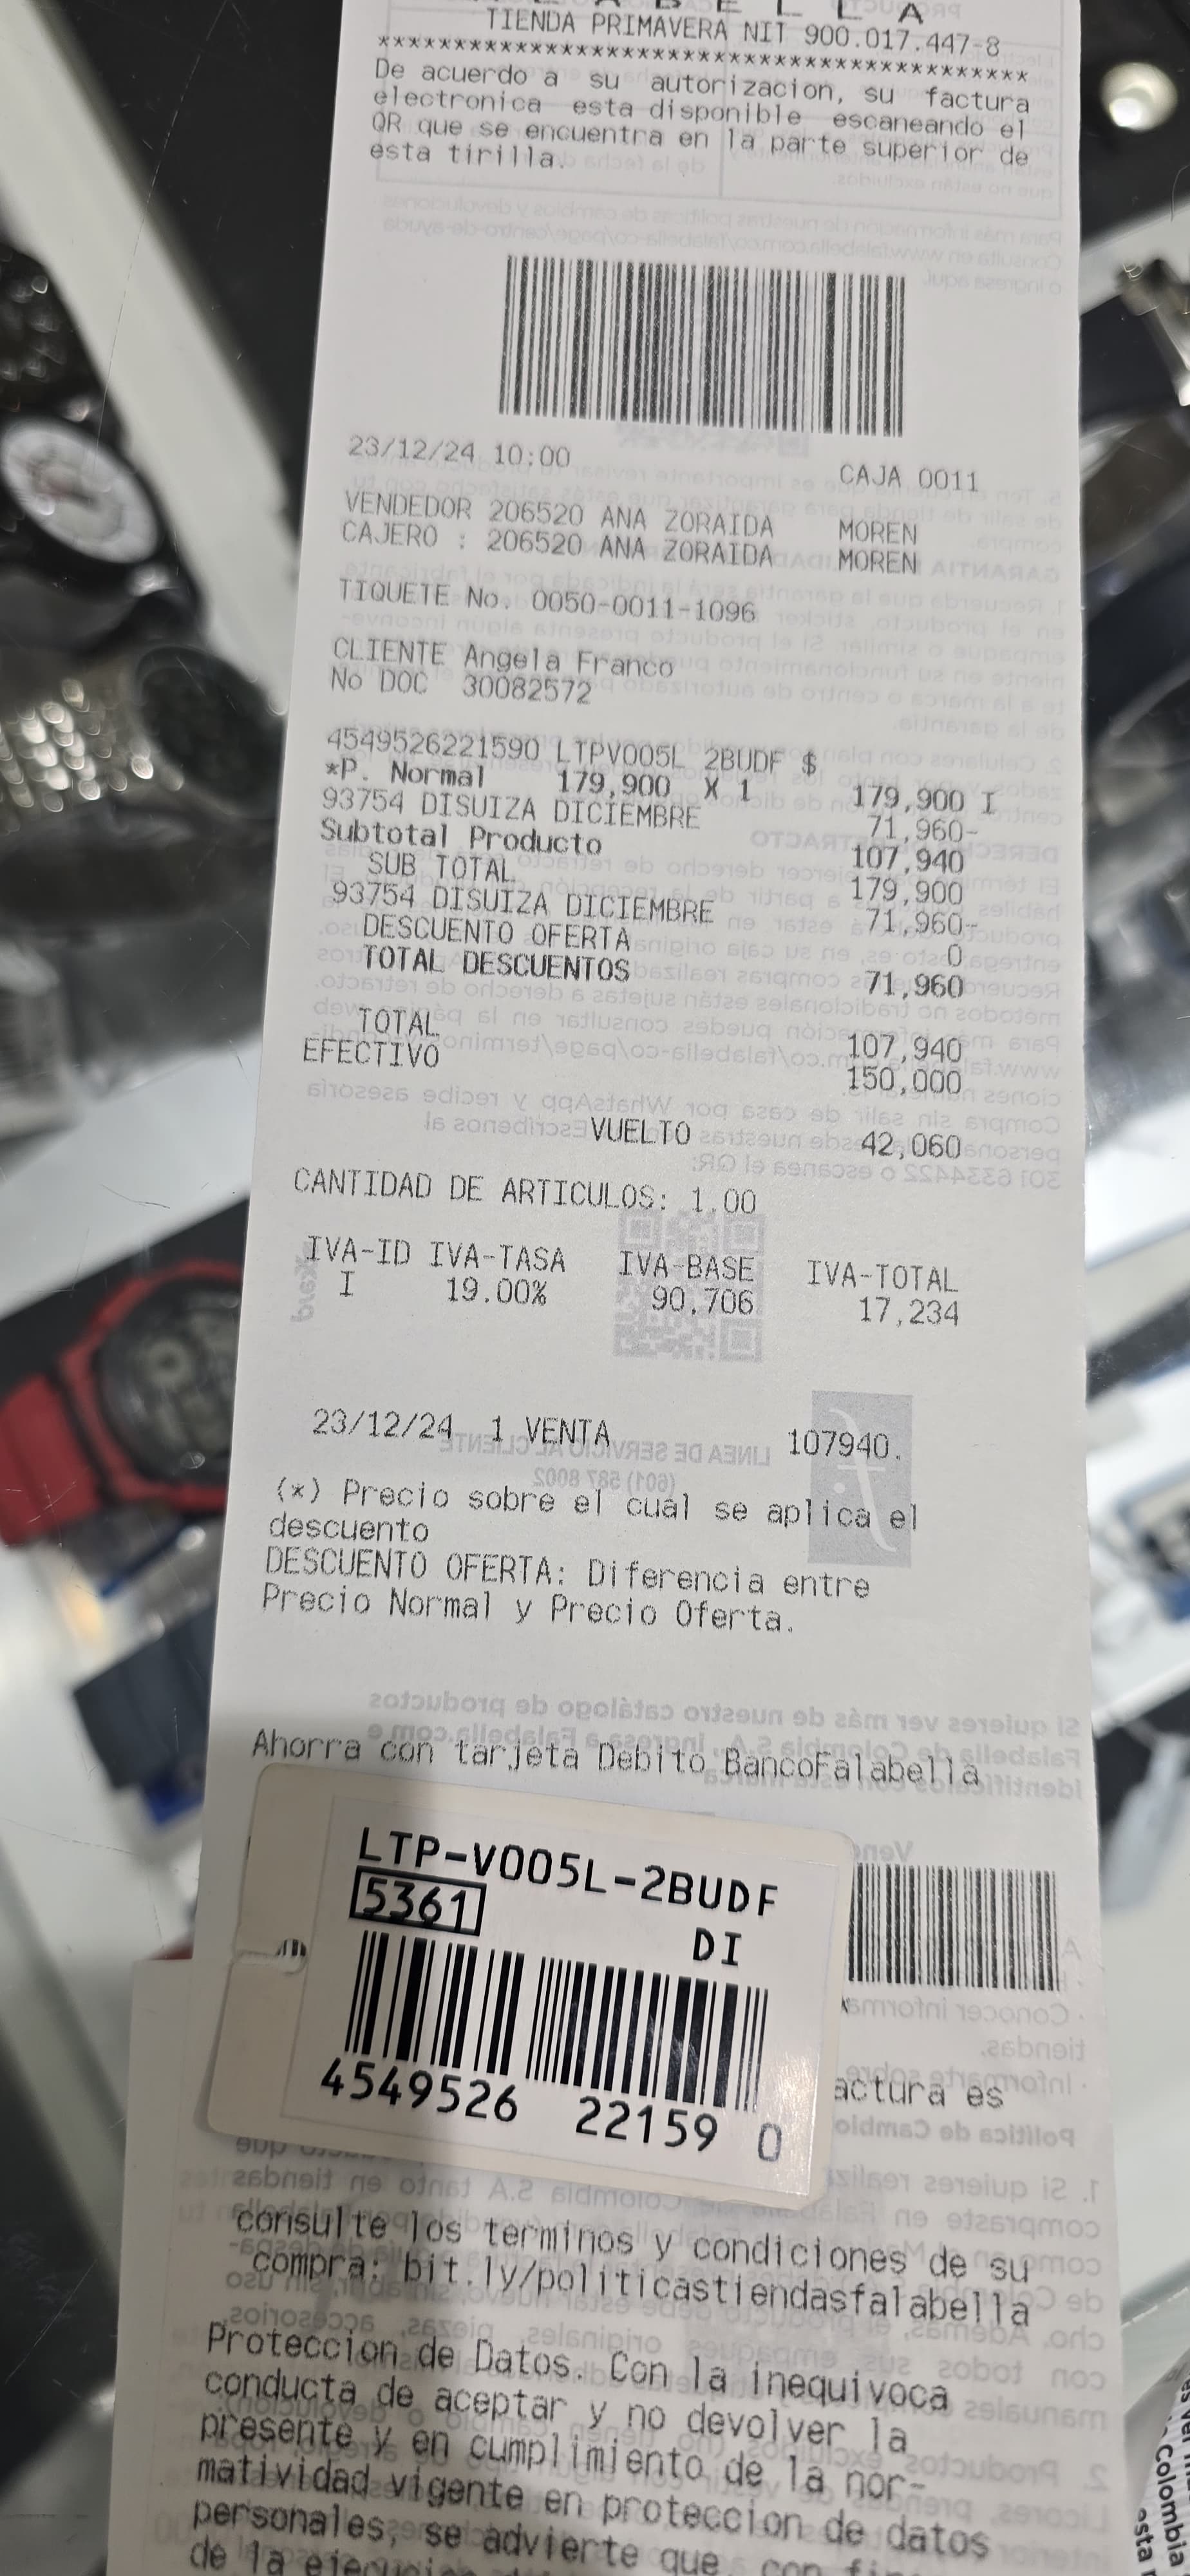 A B E L L A
TIENDA PRIMAVERA NIT 900.017.447-8
******************************************
De acuerdo a su autorizacion, su factura
electronica esta disponible escaneando el
QR que se encuentra en la parte superior de
esta tirilla.
23/12/24 10:00 CAJA 0011
VENDEDOR 206520 ANA ZORAIDA MOREN
CAJERO : 206520 ANA ZORAIDA MOREN
TIQUETE No. 0050-0011-1096
CLIENTE Angela Franco
No DOC 30082572
4549526221590 LTPV005L 2BUDF $
*P. Normal 179,900 X 1 179,900 I
93754 DISUIZA DICIEMBRE 71,960-
Subtotal Producto 107,940
SUB TOTAL 179,900
93754 DISUIZA DICIEMBRE 71,960-
DESCUENTO OFERTA 0
TOTAL DESCUENTOS 71,960
TOTAL 107,940
EFECTIVO 150,000
VUELTO 42,060
CANTIDAD DE ARTICULOS: 1.00
IVA-ID IVA-TASA IVA-BASE IVA-TOTAL
I 19.00% 90,706 17,234
23/12/24 1 VENTA 107940.
(*) Precio sobre el cual se aplica el
descuento
DESCUENTO OFERTA: Diferencia entre
Precio Normal y Precio Oferta.
Ahorra con tarjeta Debito BancoFalabella
LTP-V005L-2BUDF
5361
DI
4549526 22159 0
actura es
consulte los terminos y condiciones de su
compra: bit.ly/politicastiendasfalabella
Proteccion de Datos. Con la inequivoca
conducta de aceptar y no devolver la
presente y en cumplimiento de la nor-
matividad vigente en proteccion de datos
personales, se advierte que, con
de la
Colombia